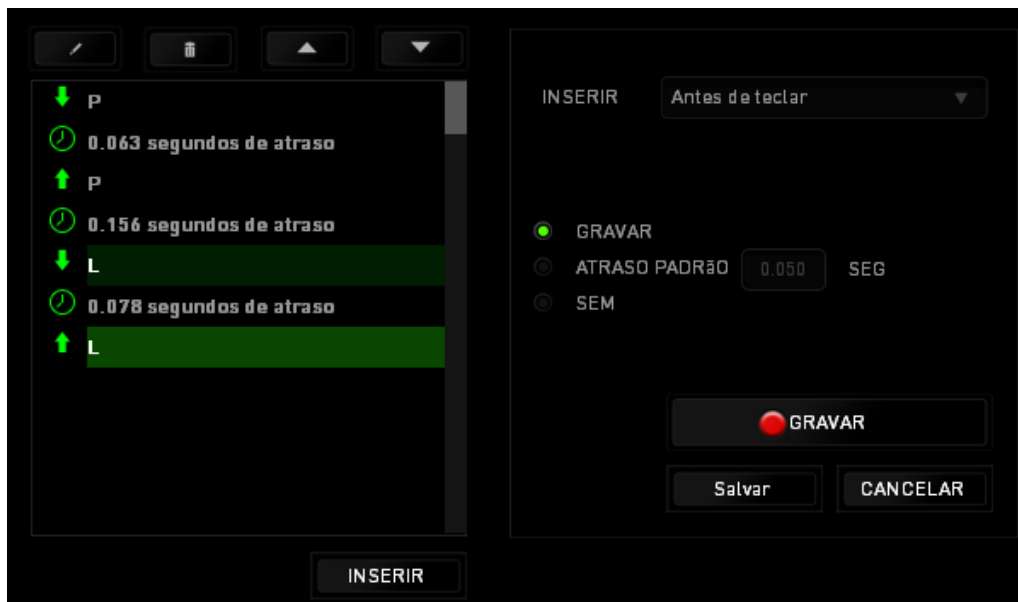 P
0.063 segundos de atraso
P
0.156 segundos de atraso
L
0.078 segundos de atraso
L
INSERIR
INSERIR Antes de teclar
GRAVAR
ATRASO PADRãO 0.050 SEG
SEM
GRAVAR
Salvar CANCELAR